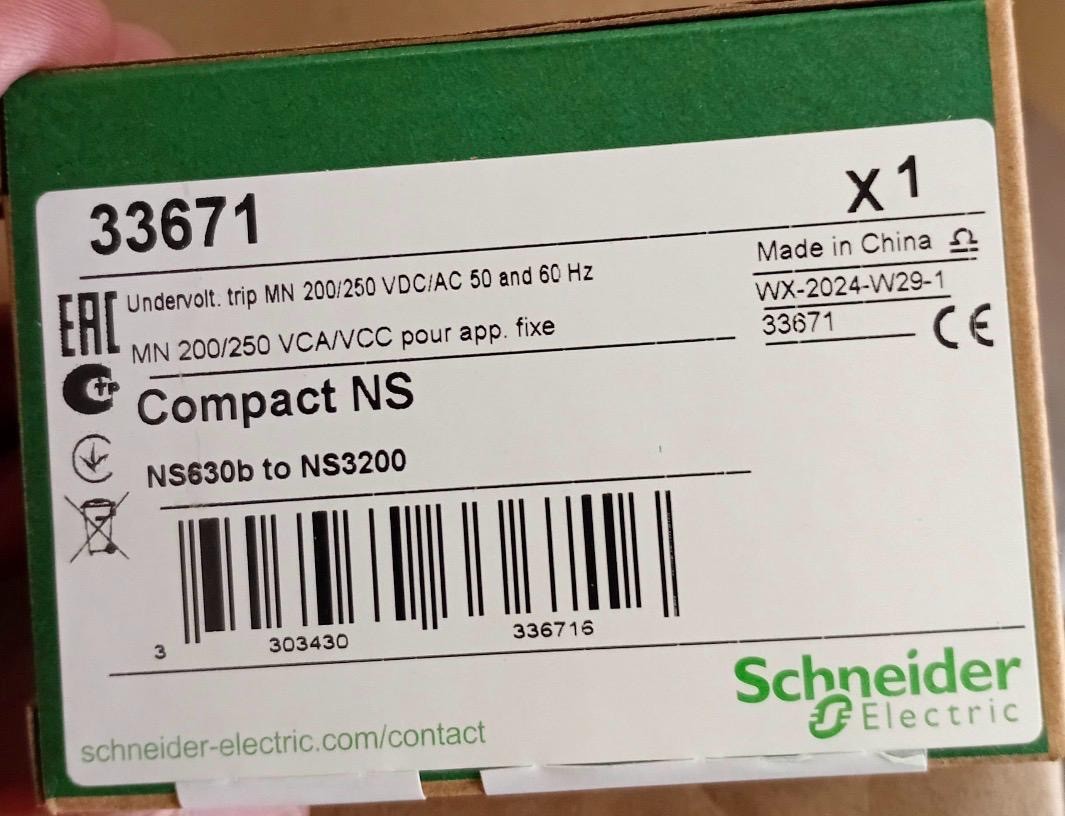 33671
X 1
Undervolt. trip MN 200/250 VDC/AC 50 and 60 Hz
MN 200/250 VCA/VCC pour app. fixe
Made in China
WX-2024-W29-1
33671
CE
EAC
Compact NS
NS630b to NS3200
3 303430 336716
Schneider
Electric
schneider-electric.com/contact